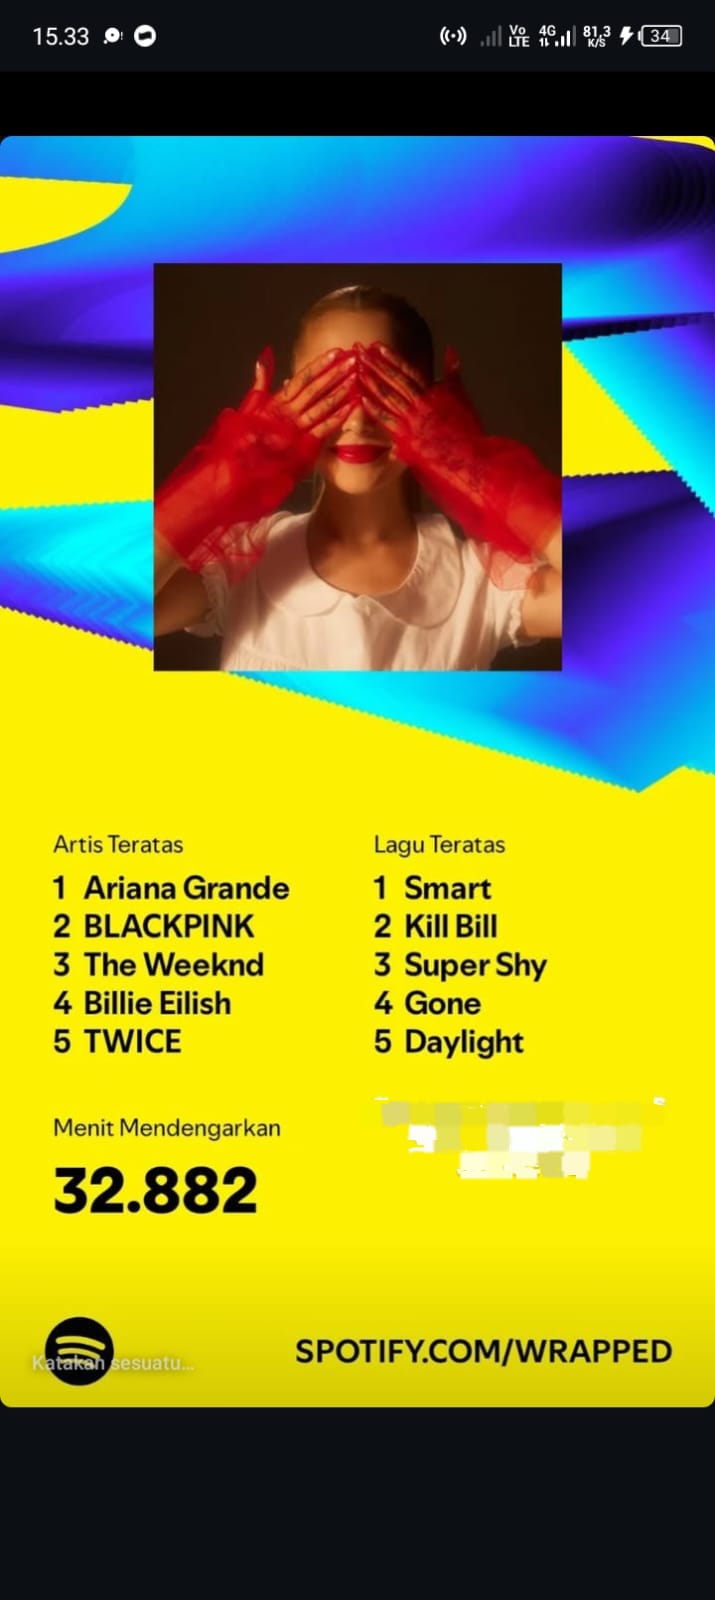 15.33
Vo LTE 4G 81,3 K/S 34
Artis Teratas
1 Ariana Grande
2 BLACKPINK
3 The Weeknd
4 Billie Eilish
5 TWICE
Lagu Teratas
1 Smart
2 Kill Bill
3 Super Shy
4 Gone
5 Daylight
Menit Mendengarkan
32.882
Katakan sesuatu...
SPOTIFY.COM/WRAPPED